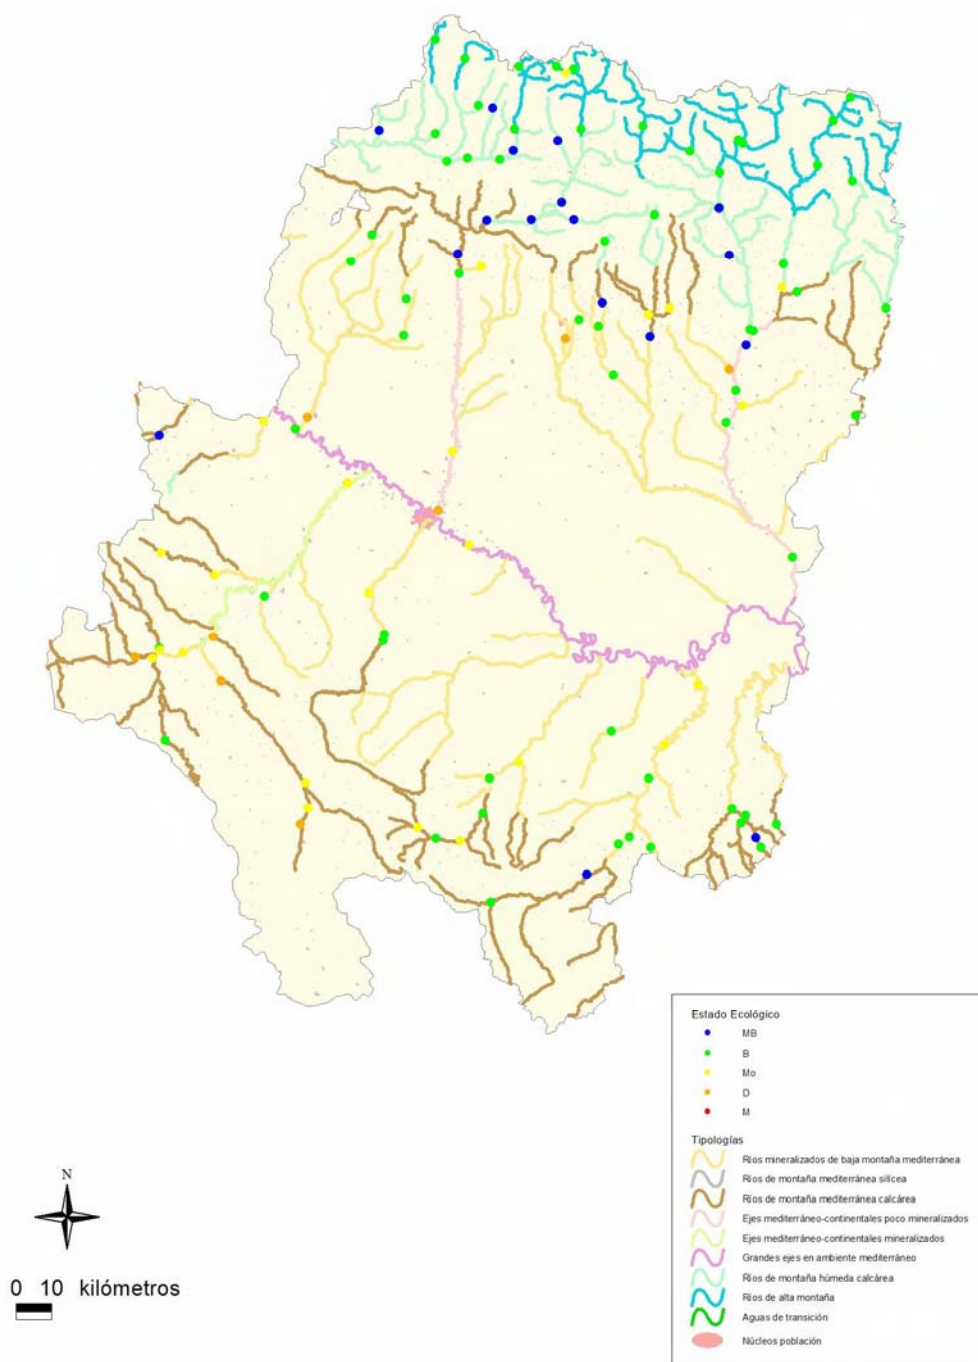 Estado Ecológico
MB
B
Mo
D
M
Tipologías
Ríos mineralizados de baja montaña mediterránea
Ríos de montaña mediterránea silícea
Ríos de montaña mediterránea calcárea
Ejes mediterráneo-continentales poco mineralizados
Ejes mediterráneo-continentales mineralizados
Grandes ejes en ambiente mediterráneo
Ríos de montaña húmeda calcárea
Ríos de alta montaña
Aguas de transición
Núcleos población
N
0 10 kilómetros